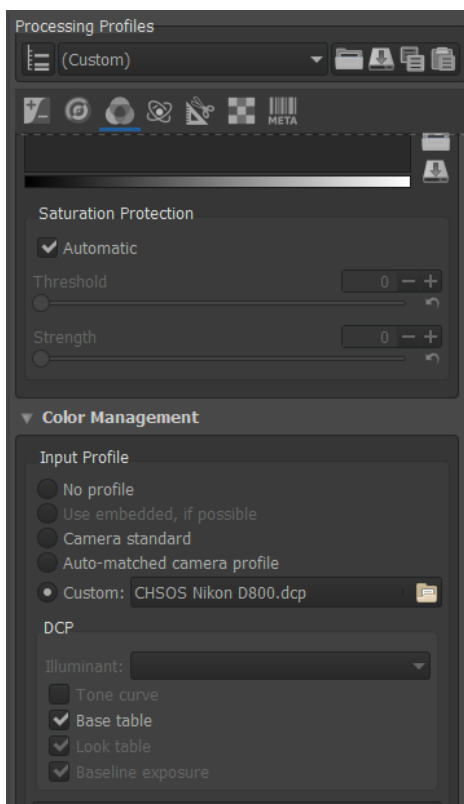 Processing Profiles
(Custom)
META
Saturation Protection
Automatic
Threshold
0
Strength
0
Color Management
Input Profile
No profile
Use embedded, if possible
Camera standard
Auto-matched camera profile
Custom: CHSOS Nikon D800.dcp
DCP
Illuminant:
Tone curve
Base table
Look table
Baseline exposure